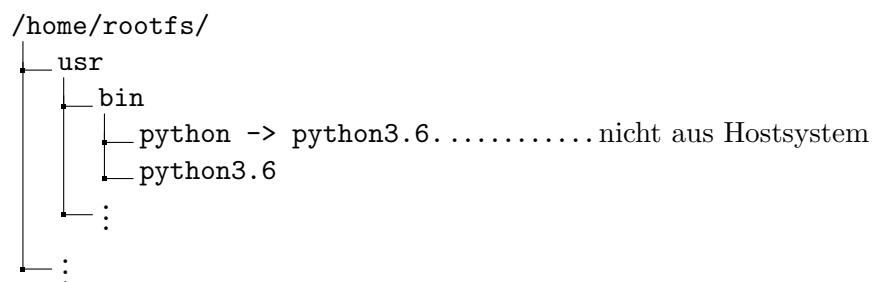 /home/rootfs/
usr
bin
python -> python3.6............nicht aus Hostsystem
python3.6
⋮
⋮